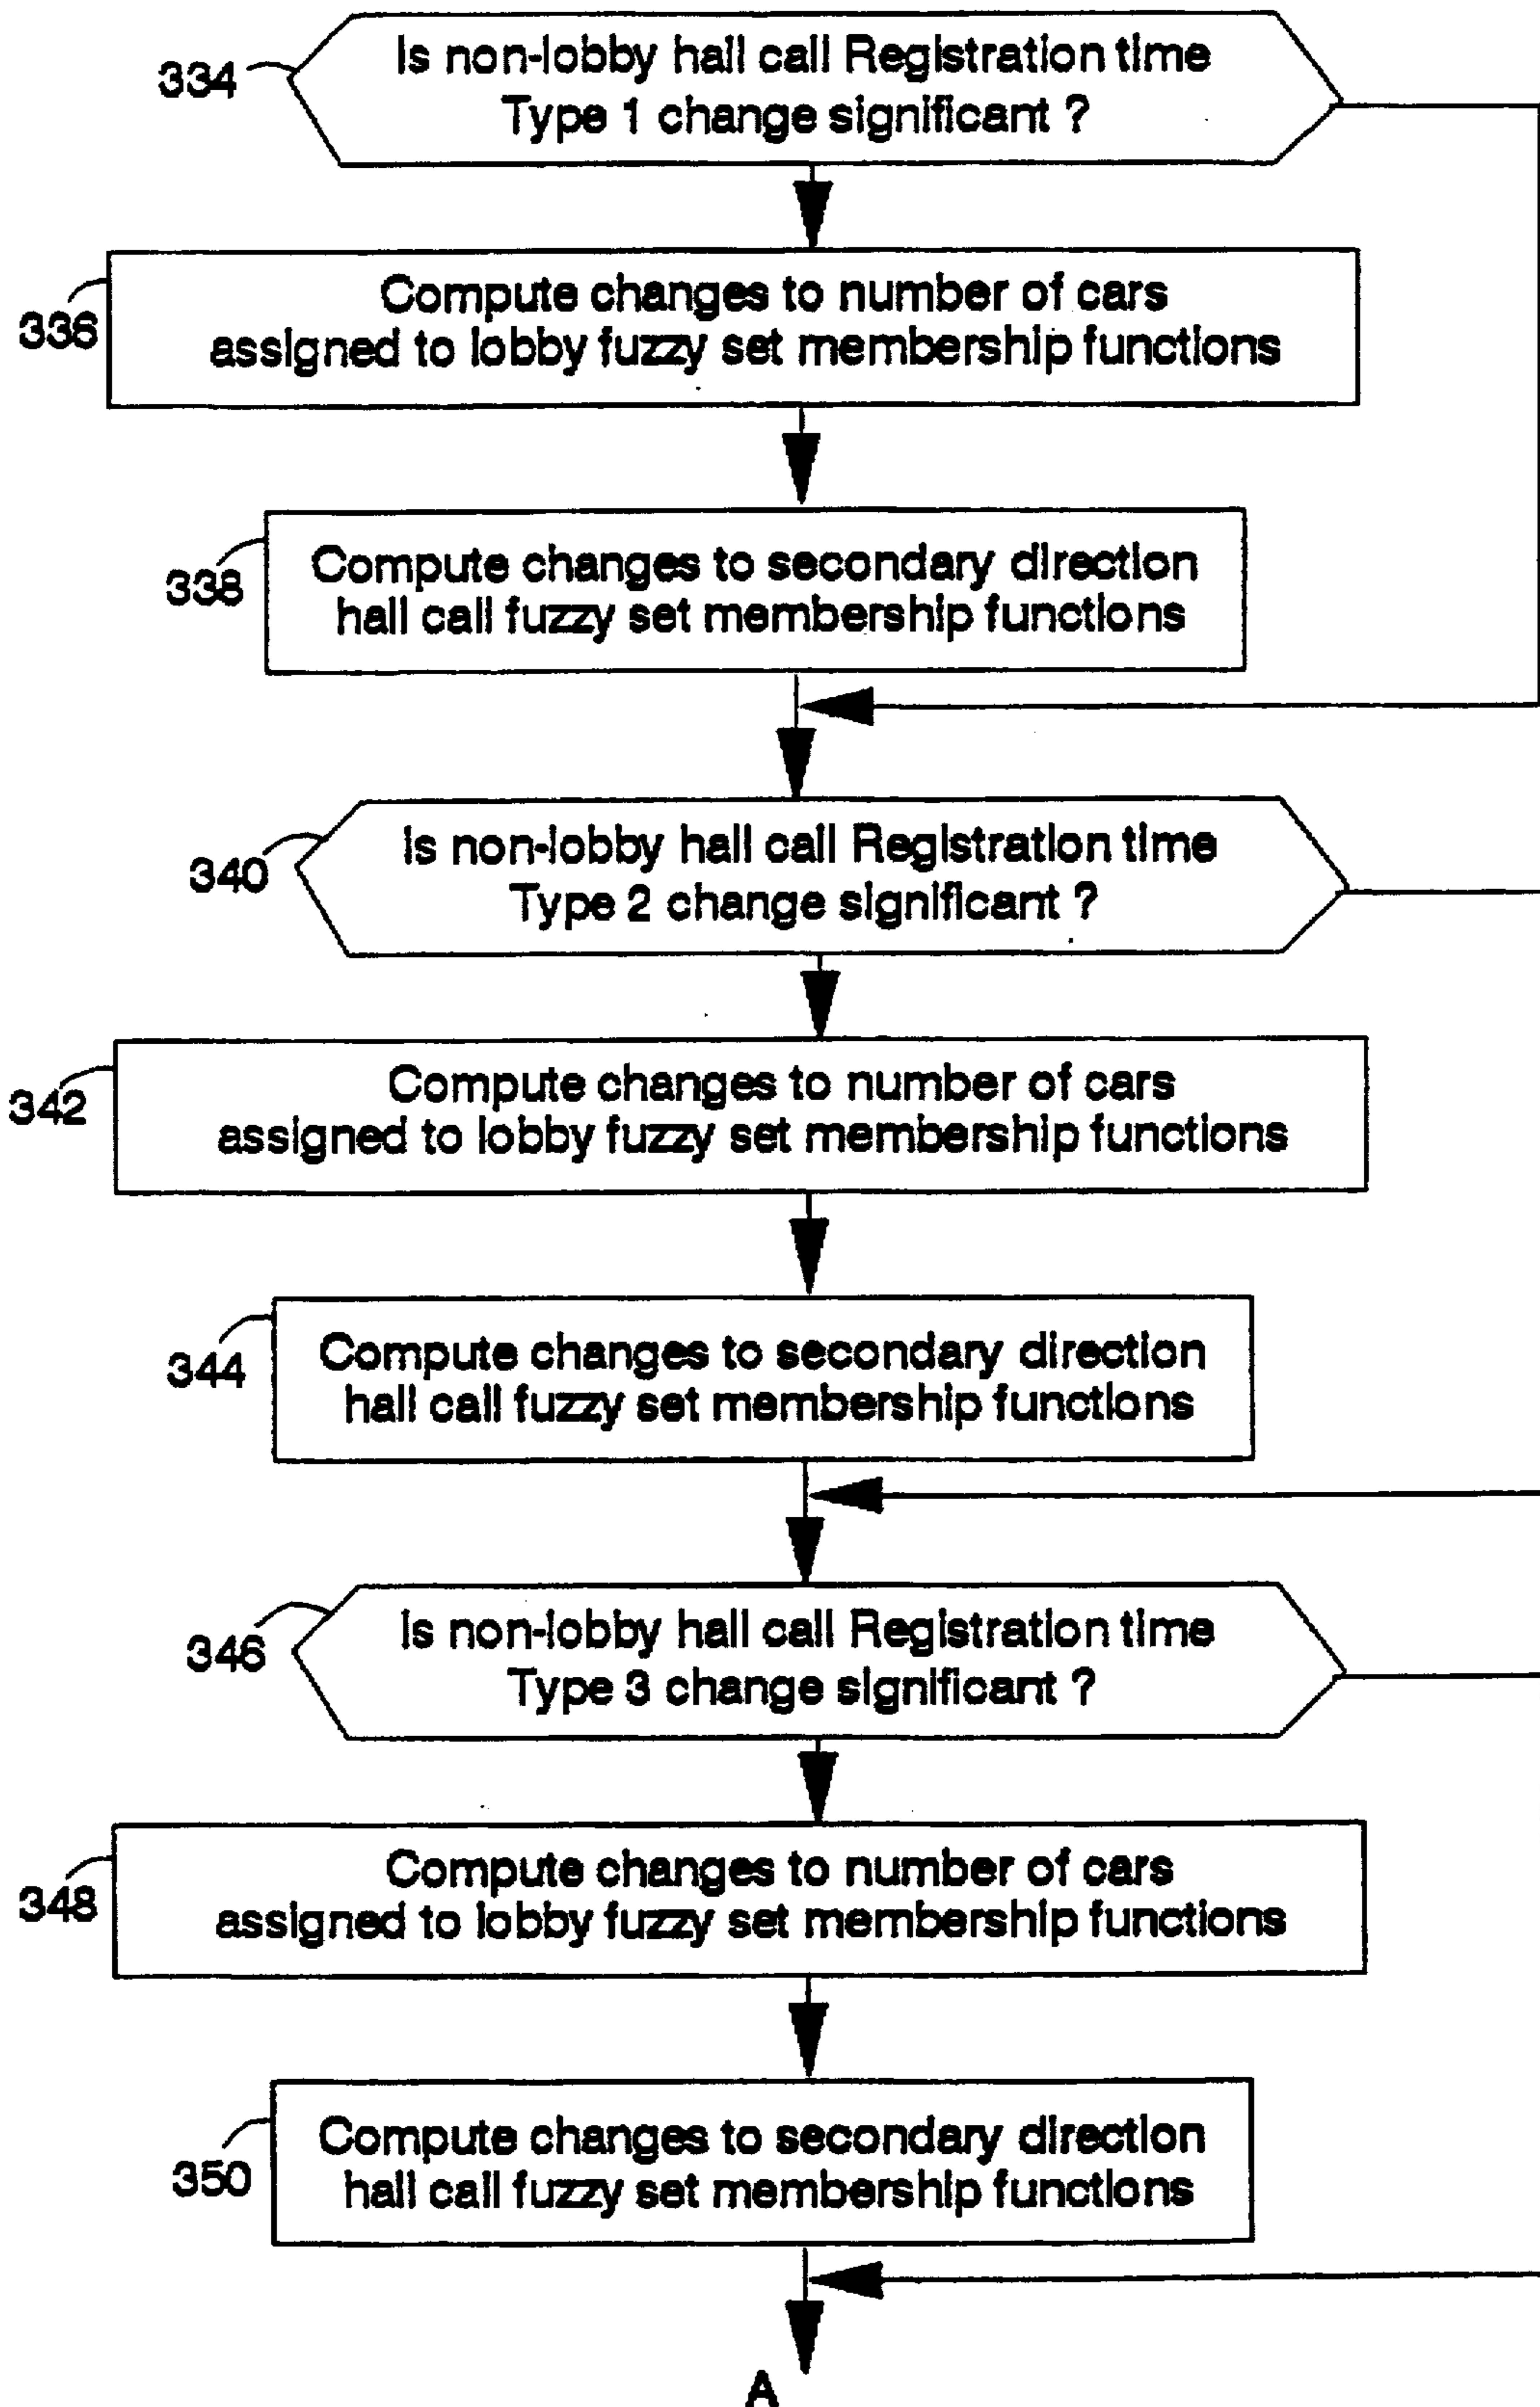 334
Is non-lobby hall call Registration time
Type 1 change significant ?
336
Compute changes to number of cars
assigned to lobby fuzzy set membership functions
338
Compute changes to secondary direction
hall call fuzzy set membership functions
340
Is non-lobby hall call Registration time
Type 2 change significant ?
342
Compute changes to number of cars
assigned to lobby fuzzy set membership functions
344
Compute changes to secondary direction
hall call fuzzy set membership functions
346
Is non-lobby hall call Registration time
Type 3 change significant ?
348
Compute changes to number of cars
assigned to lobby fuzzy set membership functions
350
Compute changes to secondary direction
hall call fuzzy set membership functions
A